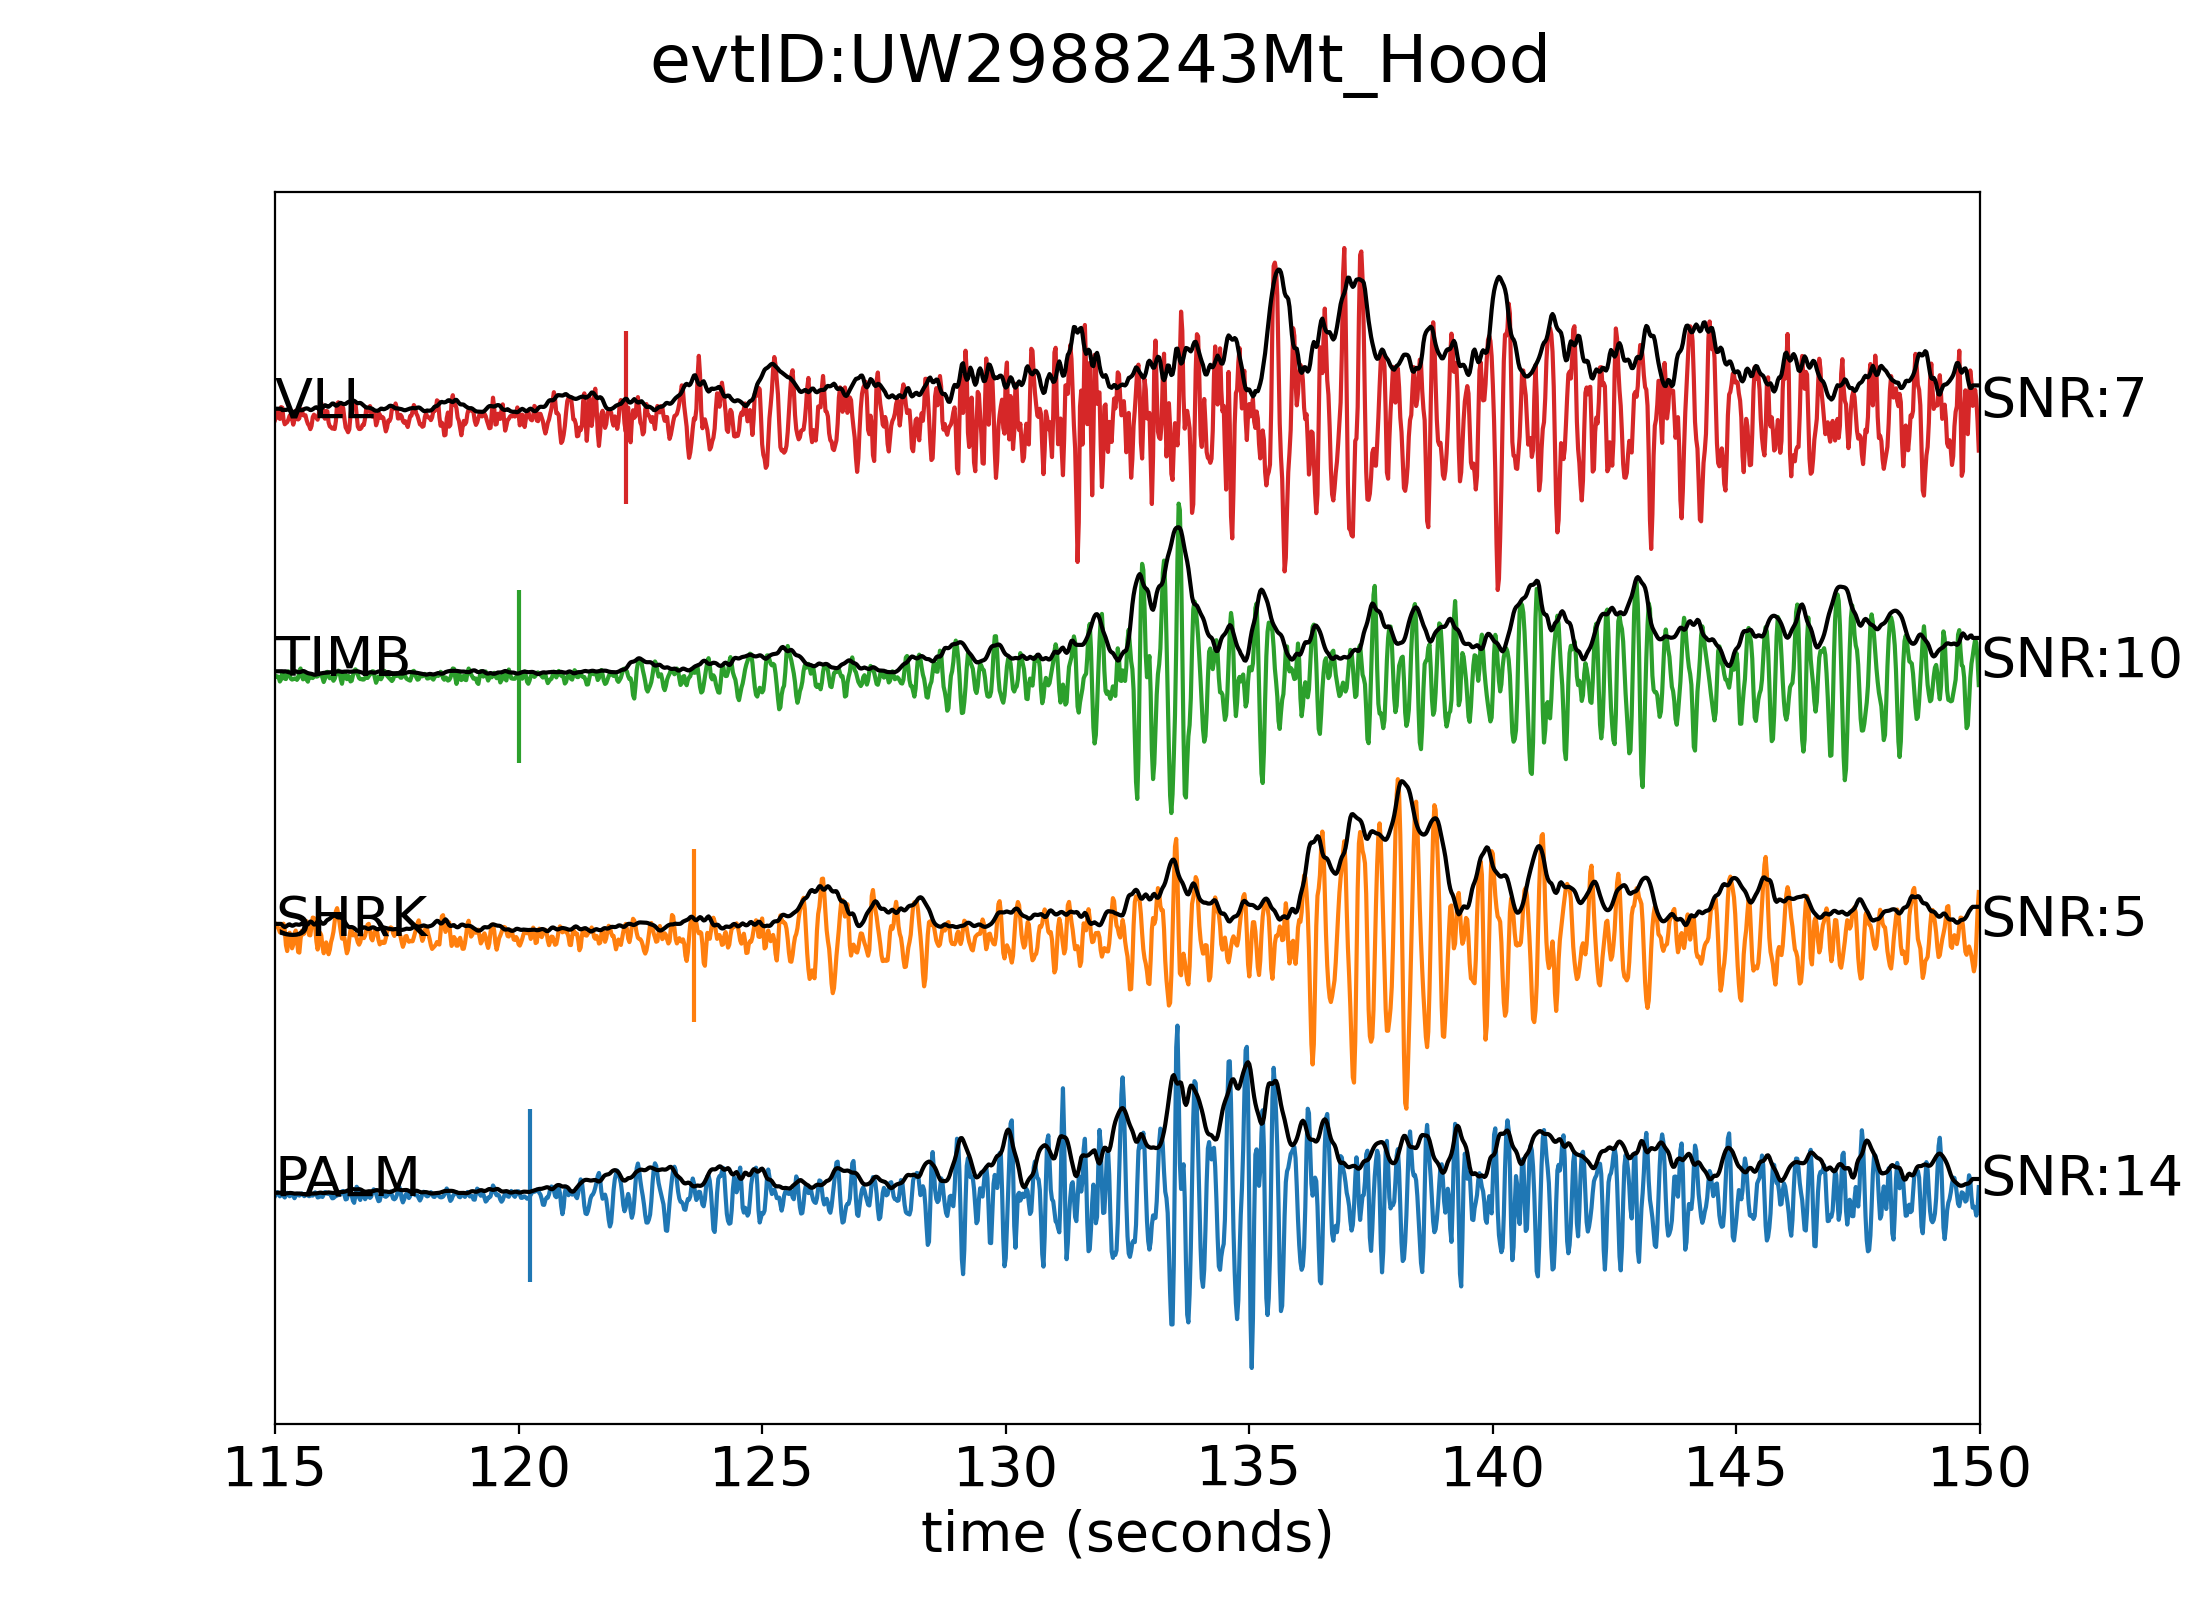 evtID:UW2988243Mt_Hood
VLL SNR:7
TIMB SNR:10
SHRK SNR:5
PALM SNR:14
115 120 125 130 135 140 145 150
time (seconds)